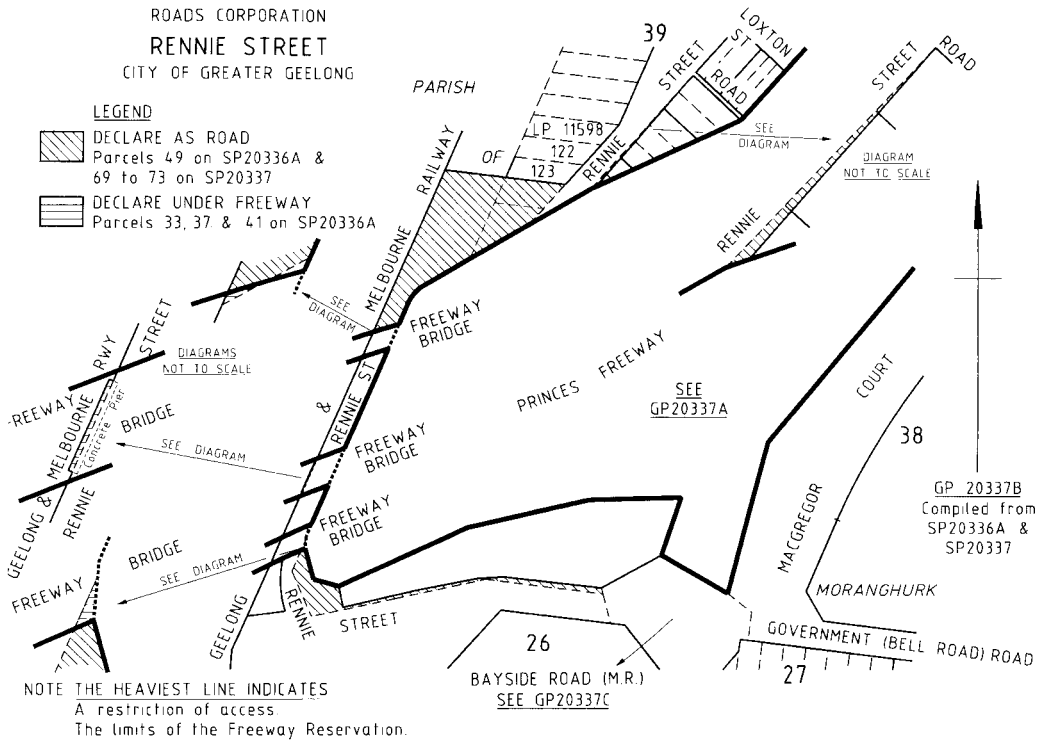 ROADS CORPORATION
RENNIE STREET
CITY OF GREATER GEELONG
LEGEND
DECLARE AS ROAD
Parcels 49 on SP20336A &
69 to 73 on SP20337
DECLARE UNDER FREEWAY
Parcels 33, 37 & 41 on SP20336A
PARISH
OF
MORANGHURK
39
LP 11598
122
123
RENNIE
STREET
LOXTON
ST
ROAD
SEE
DIAGRAM
STREET
ROAD
DIAGRAM
NOT TO SCALE
RENNIE
MELBOURNE RAILWAY
SEE
DIAGRAM
FREEWAY
BRIDGE
STREET
RWY
DIAGRAMS
NOT TO SCALE
FREEWAY
BRIDGE
Concrete Pier
GEELONG & MELBOURNE
RENNIE
SEE DIAGRAM
&
RENNIE ST
FREEWAY
BRIDGE
FREEWAY
BRIDGE
PRINCES FREEWAY
SEE
GP20337A
COURT
MACGREGOR
38
GP 20337B
Compiled from
SP20336A &
SP20337
BRIDGE
FREEWAY
SEE DIAGRAM
GEELONG
RENNIE
STREET
26
BAYSIDE ROAD (M.R.)
SEE GP20337C
GOVERNMENT (BELL ROAD) ROAD
27
NOTE THE HEAVIEST LINE INDICATES
A restriction of access.
The limits of the Freeway Reservation.